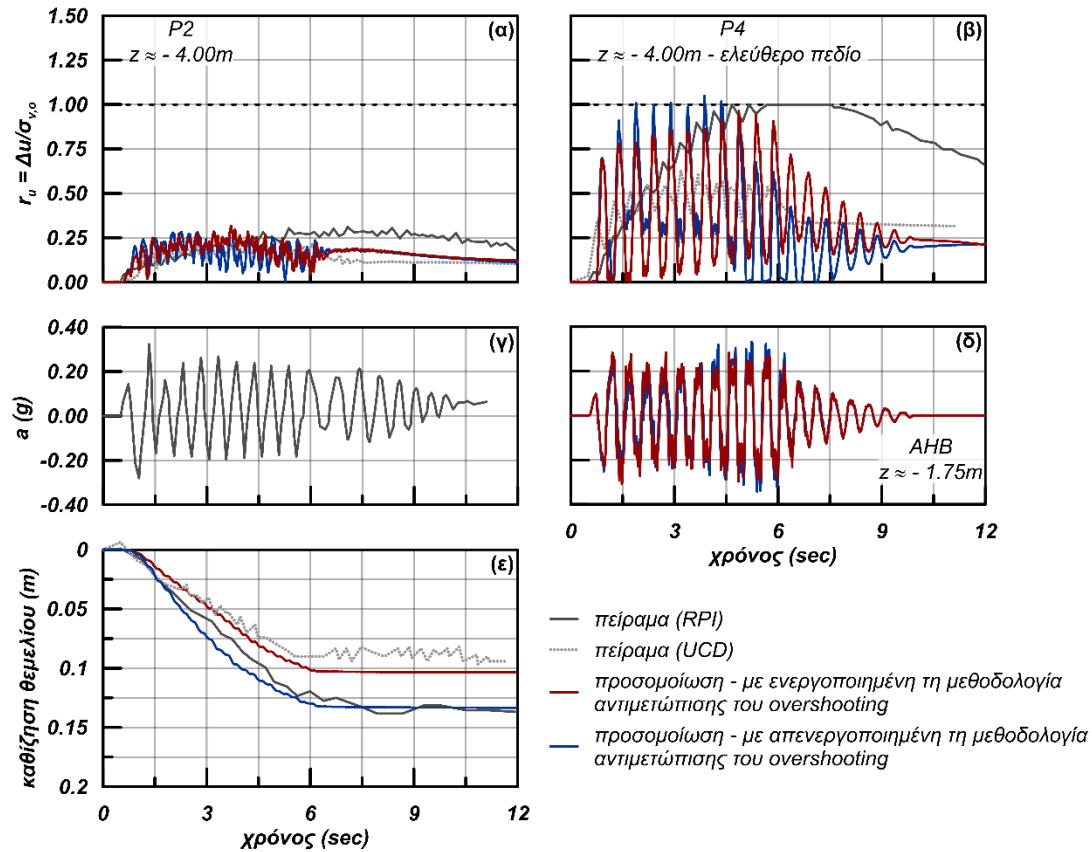 1.50
1.25
1.00
0.75
0.50
0.25
0.00
r_u = Δu/σ_v,o
P2
z ≈ - 4.00m
(α)
P4
z ≈ - 4.00m - ελεύθερο πεδίο
(β)
0.40
0.20
0.00
-0.20
-0.40
a (g)
(γ)
(δ)
AHB
z ≈ - 1.75m
0 3 6 9 12
χρόνος (sec)
0
0.05
0.1
0.15
0.2
καθίζηση θεμελίου (m)
(ε)
0 3 6 9 12
χρόνος (sec)
πείραμα (RPI)
πείραμα (UCD)
προσομοίωση - με ενεργοποιημένη τη μεθοδολογία
αντιμετώπισης του overshooting
προσομοίωση - με απενεργοποιημένη τη μεθοδολογία
αντιμετώπισης του overshooting